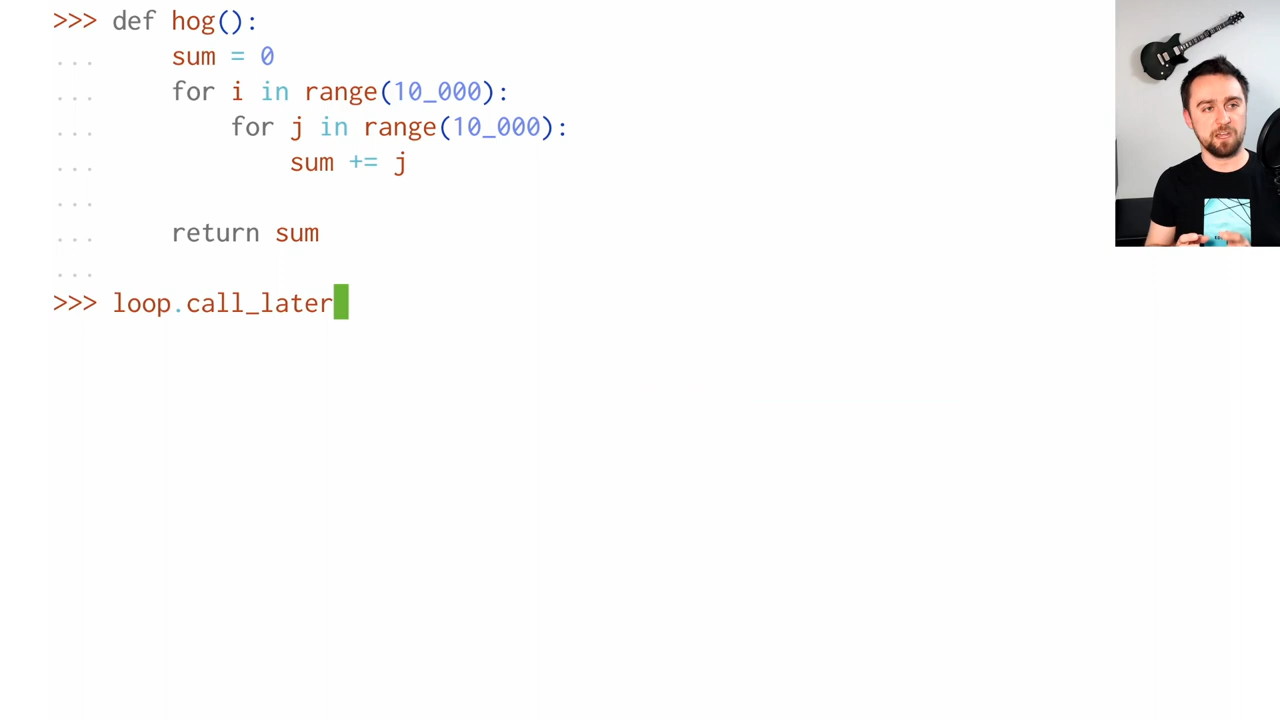 >>> def hog():
...     sum = 0
...     for i in range(10_000):
...         for j in range(10_000):
...             sum += j
...
...     return sum
...
>>> loop.call_later